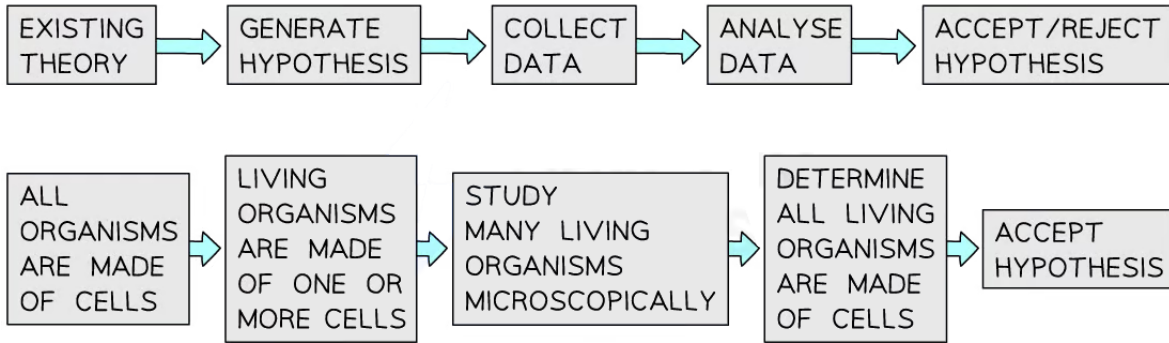 EXISTING
THEORY
GENERATE
HYPOTHESIS
COLLECT
DATA
ANALYSE
DATA
ACCEPT/REJECT
HYPOTHESIS
ALL
ORGANISMS
ARE MADE
OF CELLS
LIVING
ORGANISMS
ARE MADE
OF ONE OR
MORE CELLS
STUDY
MANY LIVING
ORGANISMS
MICROSCOPICALLY
DETERMINE
ALL LIVING
ORGANISMS
ARE MADE
OF CELLS
ACCEPT
HYPOTHESIS